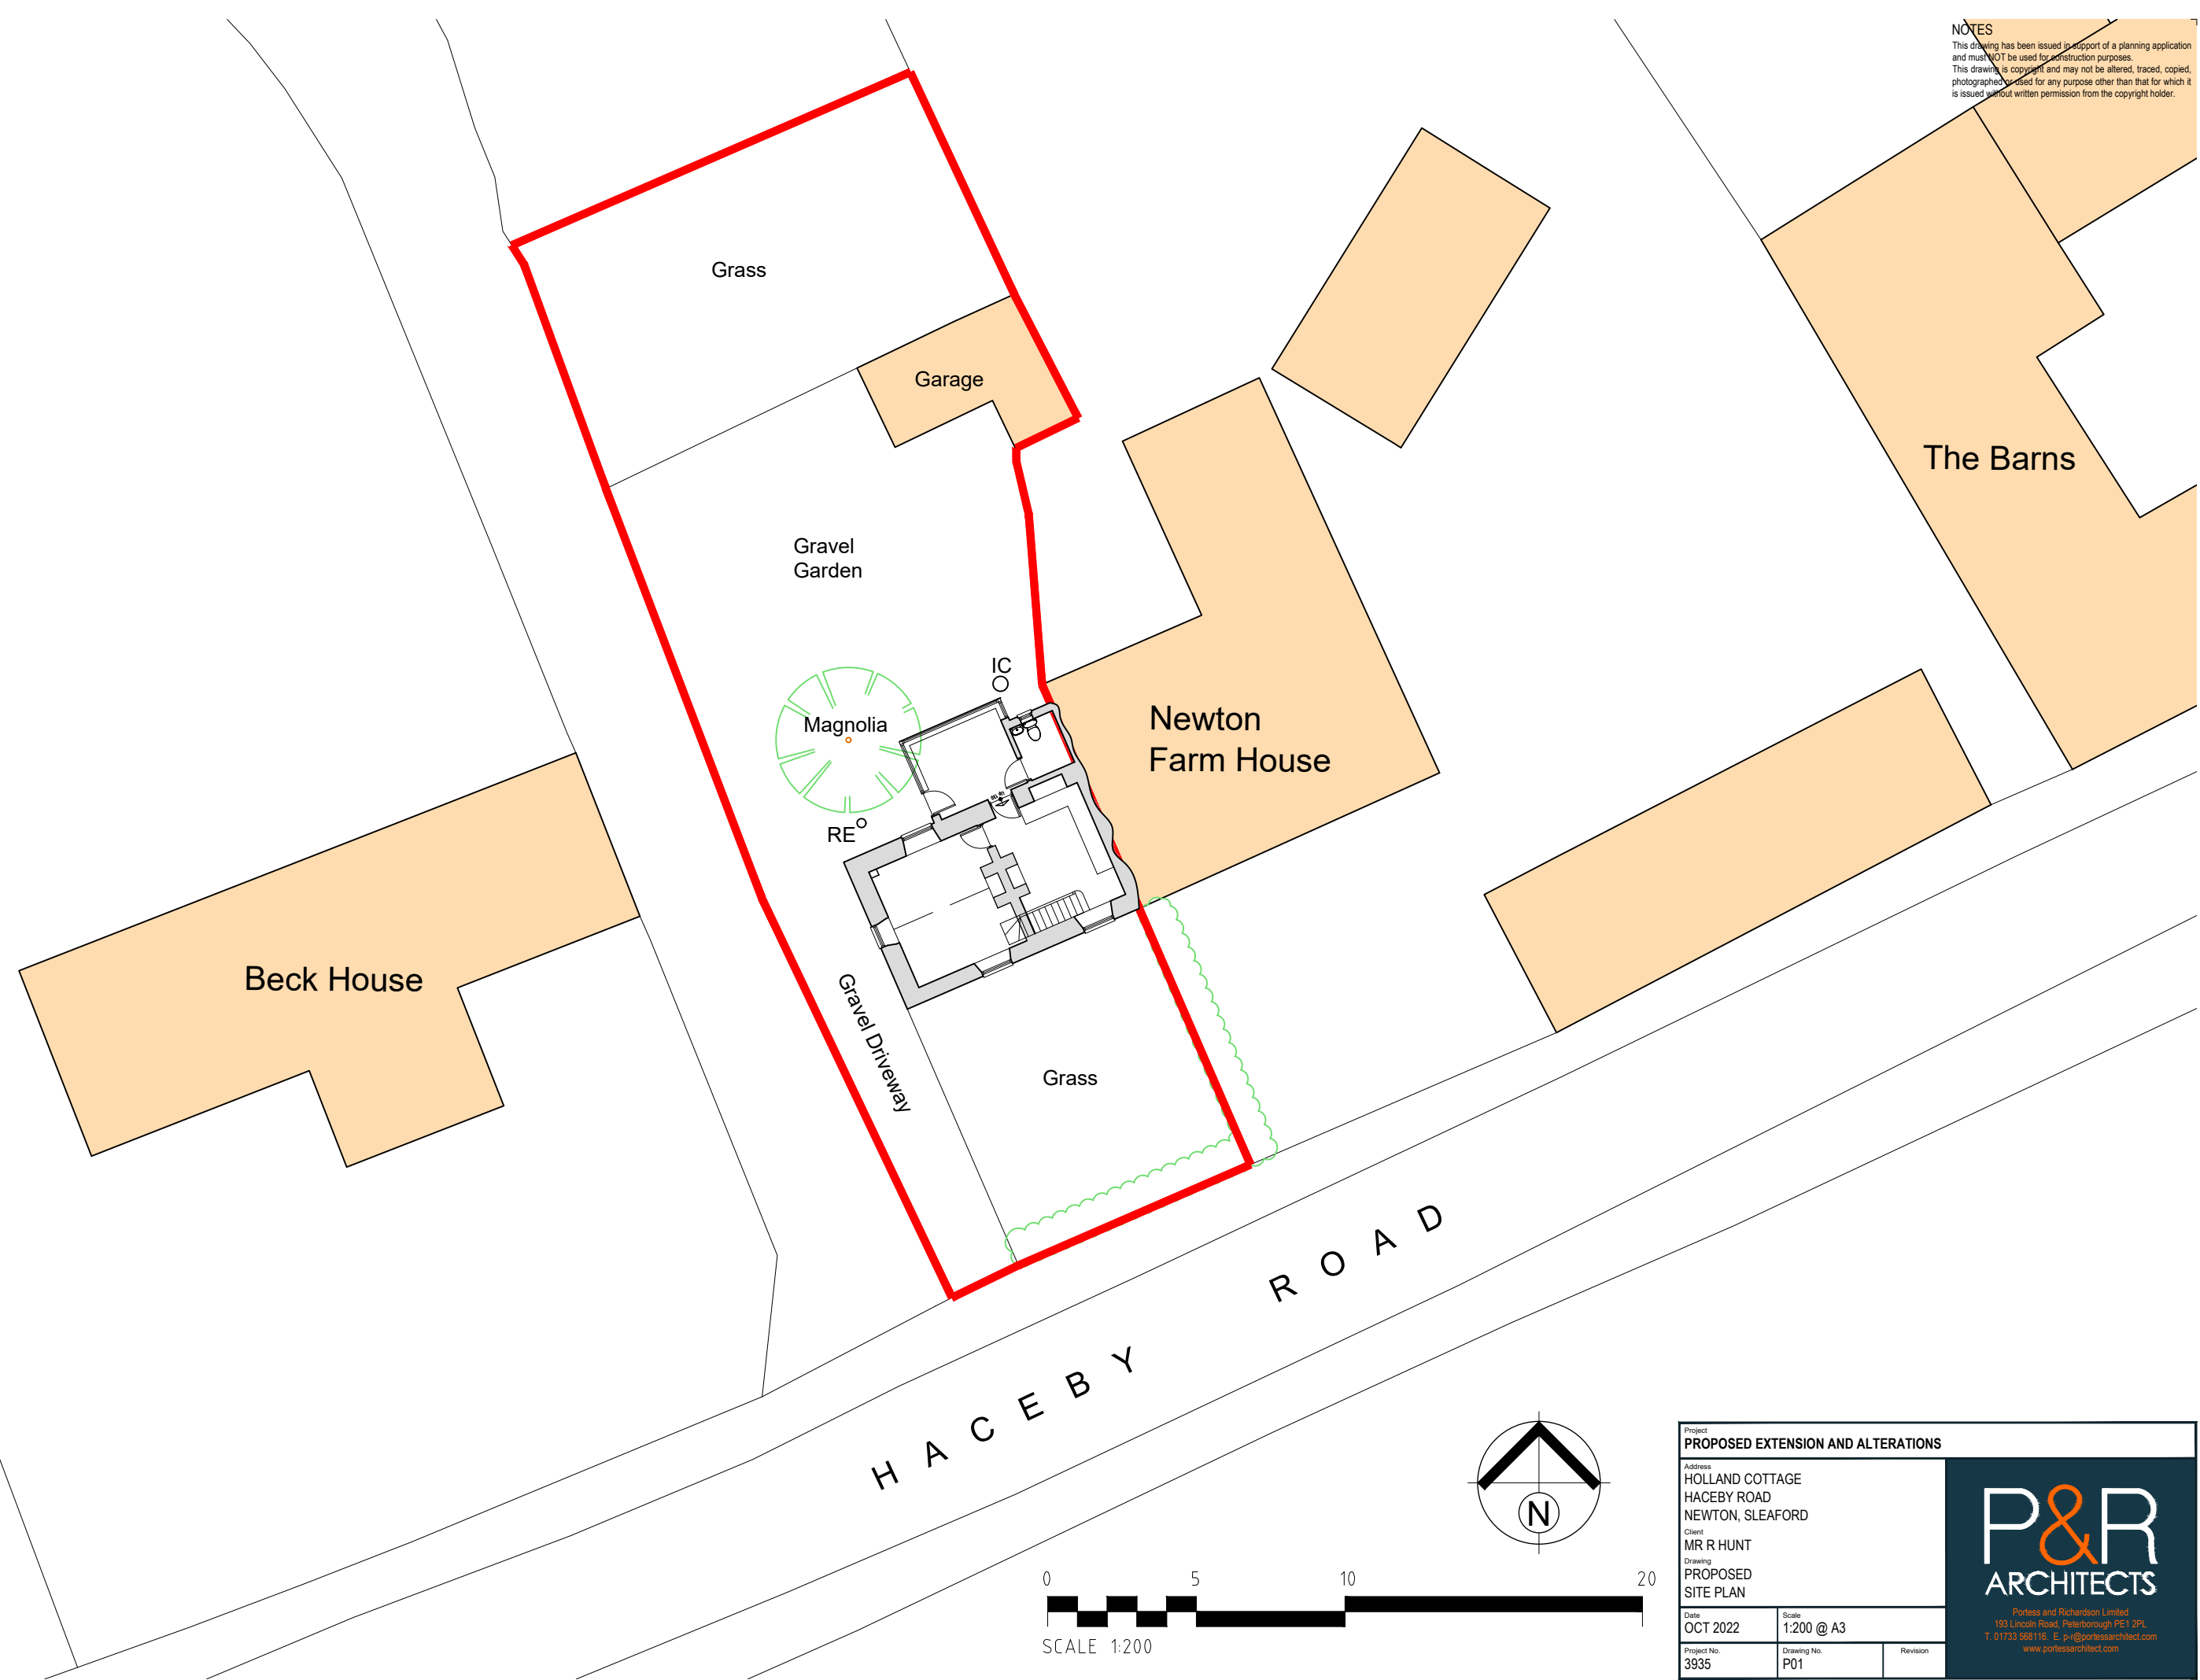 NOTES
This drawing has been issued in support of a planning application
and must NOT be used for construction purposes.
This drawing is copyright and may not be altered, traced, copied,
photographed or used for any purpose other than that for which it
is issued without written permission from the copyright holder.
Grass
Garage
The Barns
Gravel
Garden
IC
Magnolia
Newton
Farm House
RE
Beck House
Gravel Driveway
Grass
HACEBY ROAD
N
0 5 10 20
SCALE 1:200
Project
PROPOSED EXTENSION AND ALTERATIONS
Address
HOLLAND COTTAGE
HACEBY ROAD
NEWTON, SLEAFORD
Client
MR R HUNT
Drawing
PROPOSED
SITE PLAN
Date
OCT 2022
Scale
1:200 @ A3
Project No.
3935
Drawing No.
P01
Revision
P&R
ARCHITECTS
Portess and Richardson Limited
193 Lincoln Road, Peterborough PE1 2PL
T. 01733 568116 E. p-r@portessarchitect.com
www.portessarchitect.com